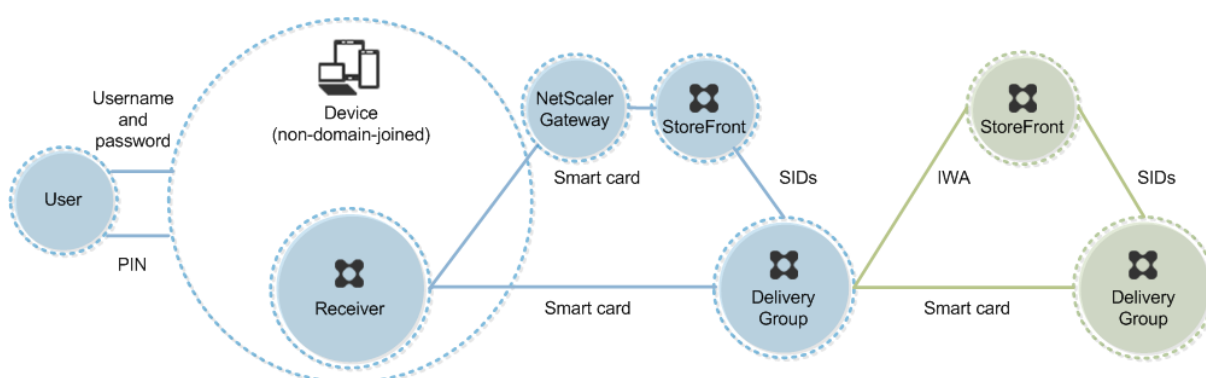 Username
and
password
User
PIN
Device
(non-domain-joined)
Receiver
NetScaler
Gateway
StoreFront
Smart card
SIDs
Smart card
Delivery
Group
StoreFront
IWA
SIDs
Smart card
Delivery
Group